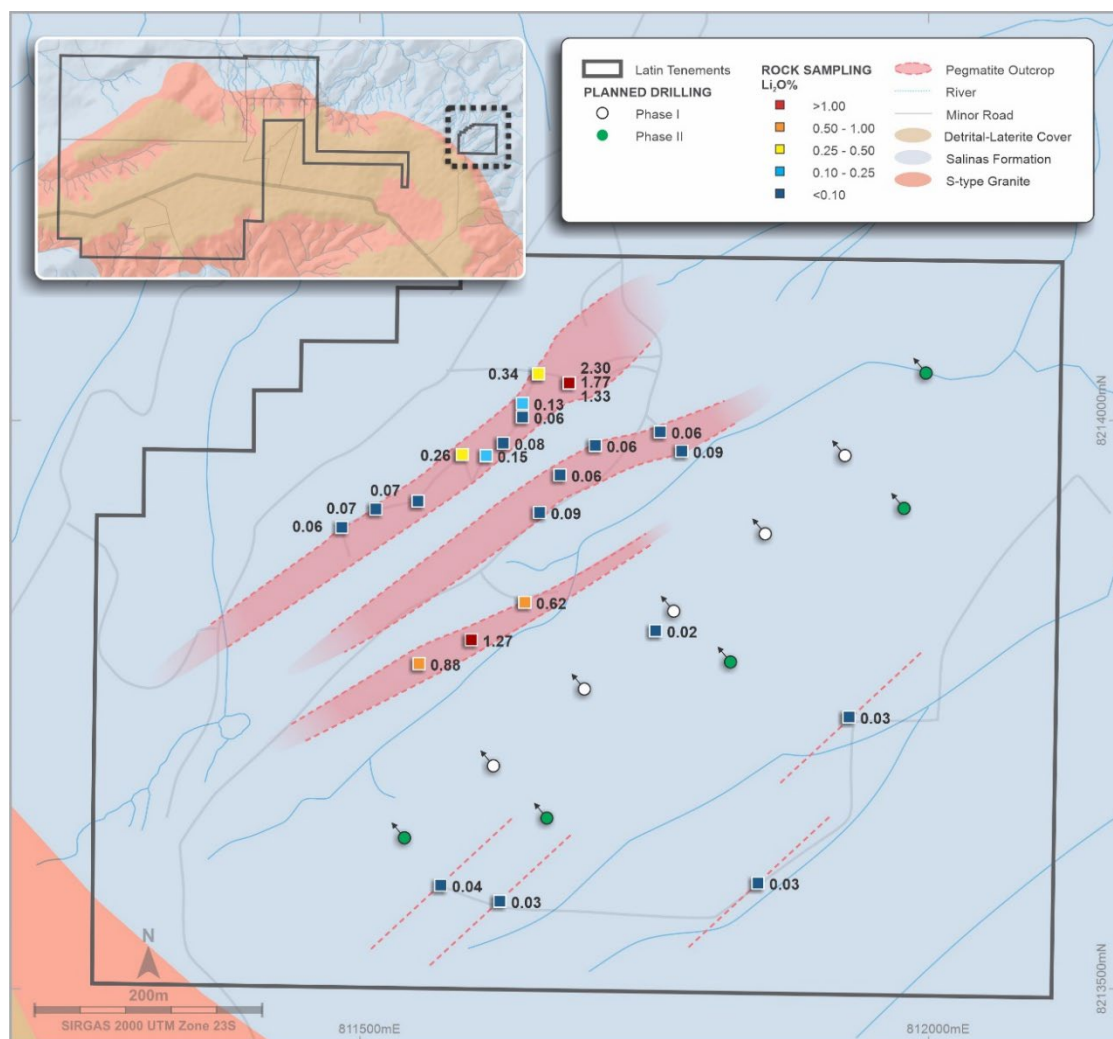 Latin Tenements
PLANNED DRILLING
Phase I
Phase II
ROCK SAMPLING
Li₂O%
>1.00
0.50 - 1.00
0.25 - 0.50
0.10 - 0.25
<0.10
Pegmatite Outcrop
River
Minor Road
Detrital-Laterite Cover
Salinas Formation
S-type Granite
0.34
2.30
1.77
1.33
0.13
0.06
0.08
0.26
0.15
0.07
0.07
0.06
0.06
0.06
0.09
0.06
0.09
0.62
1.27
0.88
0.02
0.03
0.04
0.03
0.03
8214000mN
8213500mN
N
200m
SIRGAS 2000 UTM Zone 23S
811500mE
812000mE